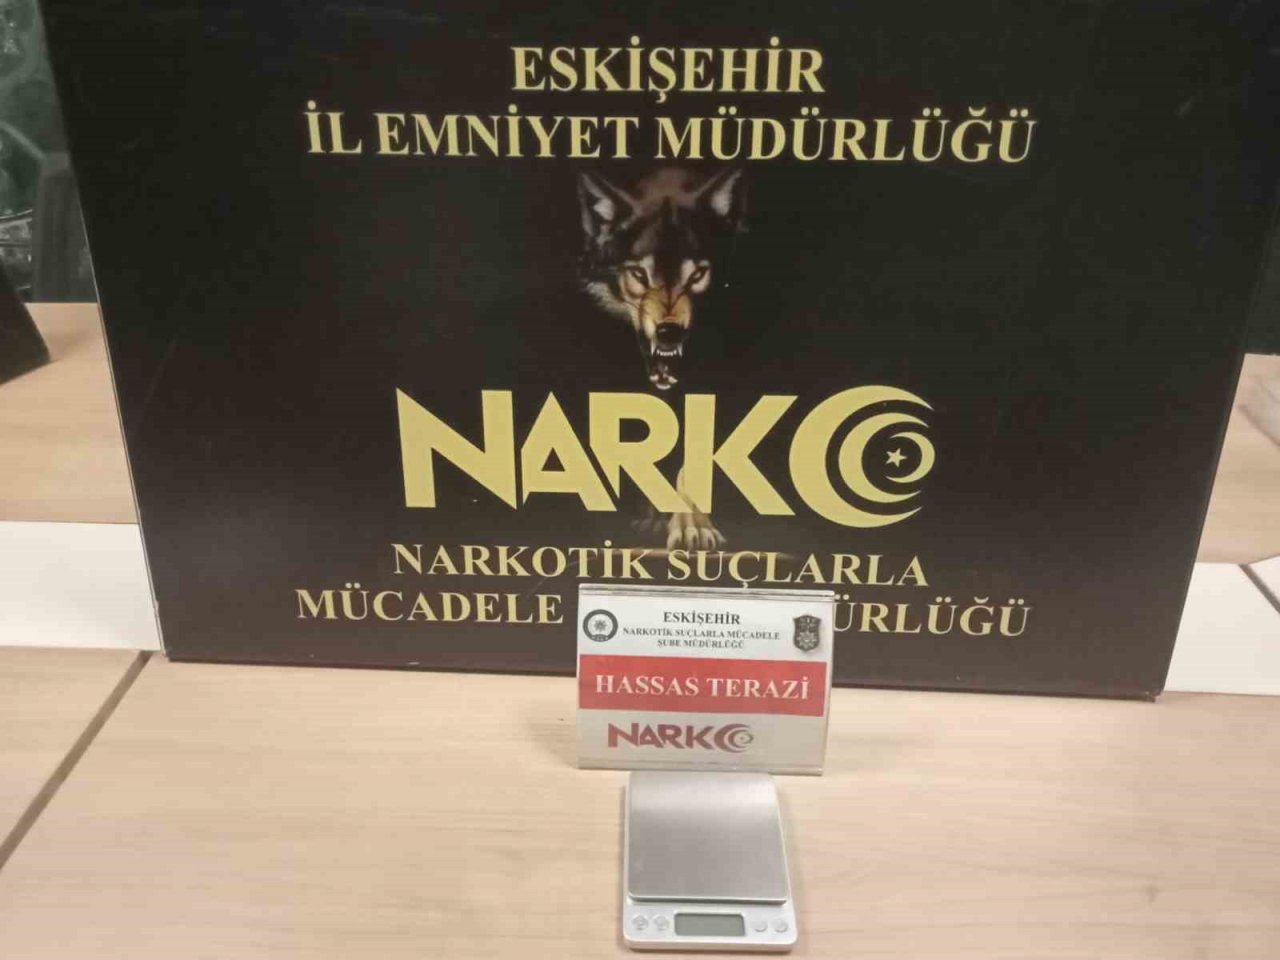 ESKİŞEHİR
İL EMNİYET MÜDÜRLÜĞÜ
NARKO
NARKOTİK SUÇLARLA
MÜCADELE ÜRLÜĞÜ
ESKİŞEHİR
NARKOTİK SUÇLARLA MÜCADELE
ŞUBE MÜDÜRLÜĞÜ
HASSAS TERAZİ
NARKO